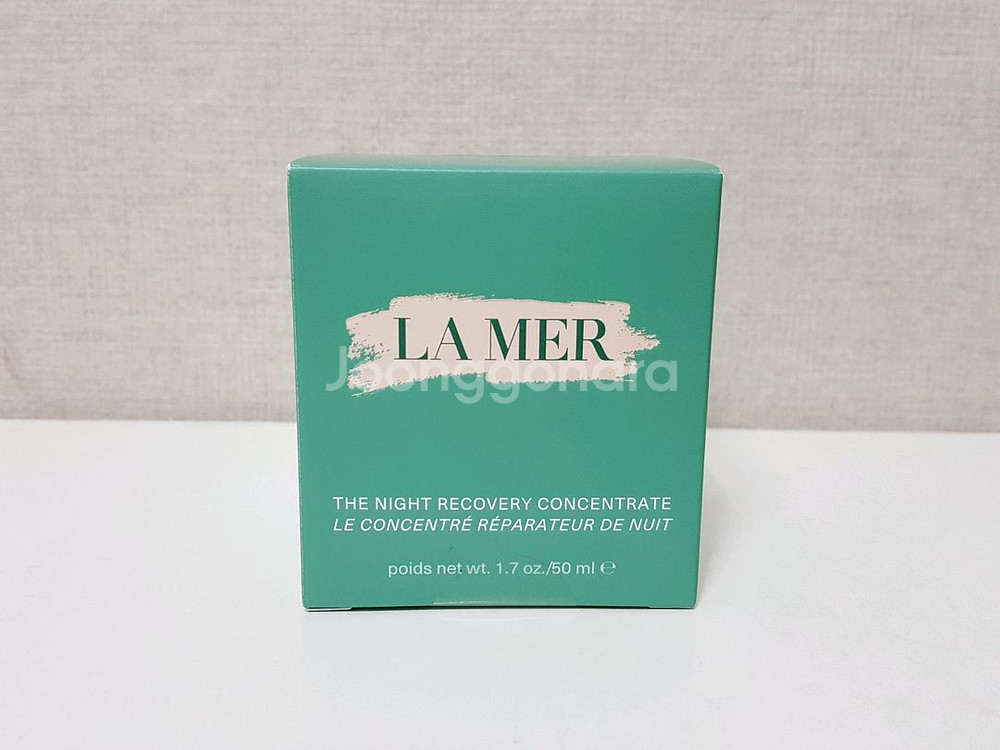 LA MER
Joonggonara
THE NIGHT RECOVERY CONCENTRATE
LE CONCENTRÉ RÉPARATEUR DE NUIT
poids net wt. 1.7 oz./50 ml ℮